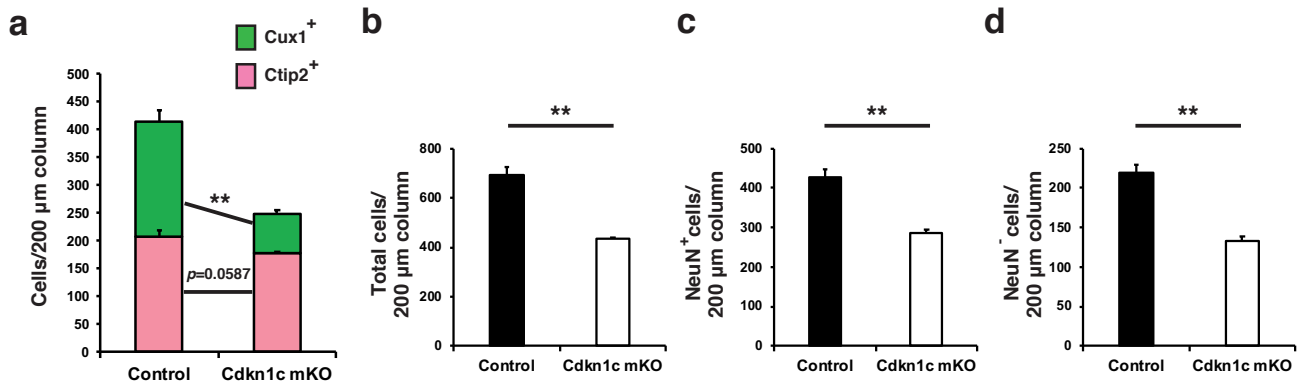 a
Cux1+
Ctip2+
Cells/200 µm column
500
450
400
350
300
250
200
150
100
50
0
**
p=0.0587
Control
Cdkn1c mKO
b
**
Total cells/
200 µm column
800
600
400
200
0
Control
Cdkn1c mKO
c
**
NeuN+cells/
200 µm column
500
400
300
200
100
0
Control
Cdkn1c mKO
d
**
NeuN- cells/
200 µm column
250
200
150
100
50
0
Control
Cdkn1c mKO